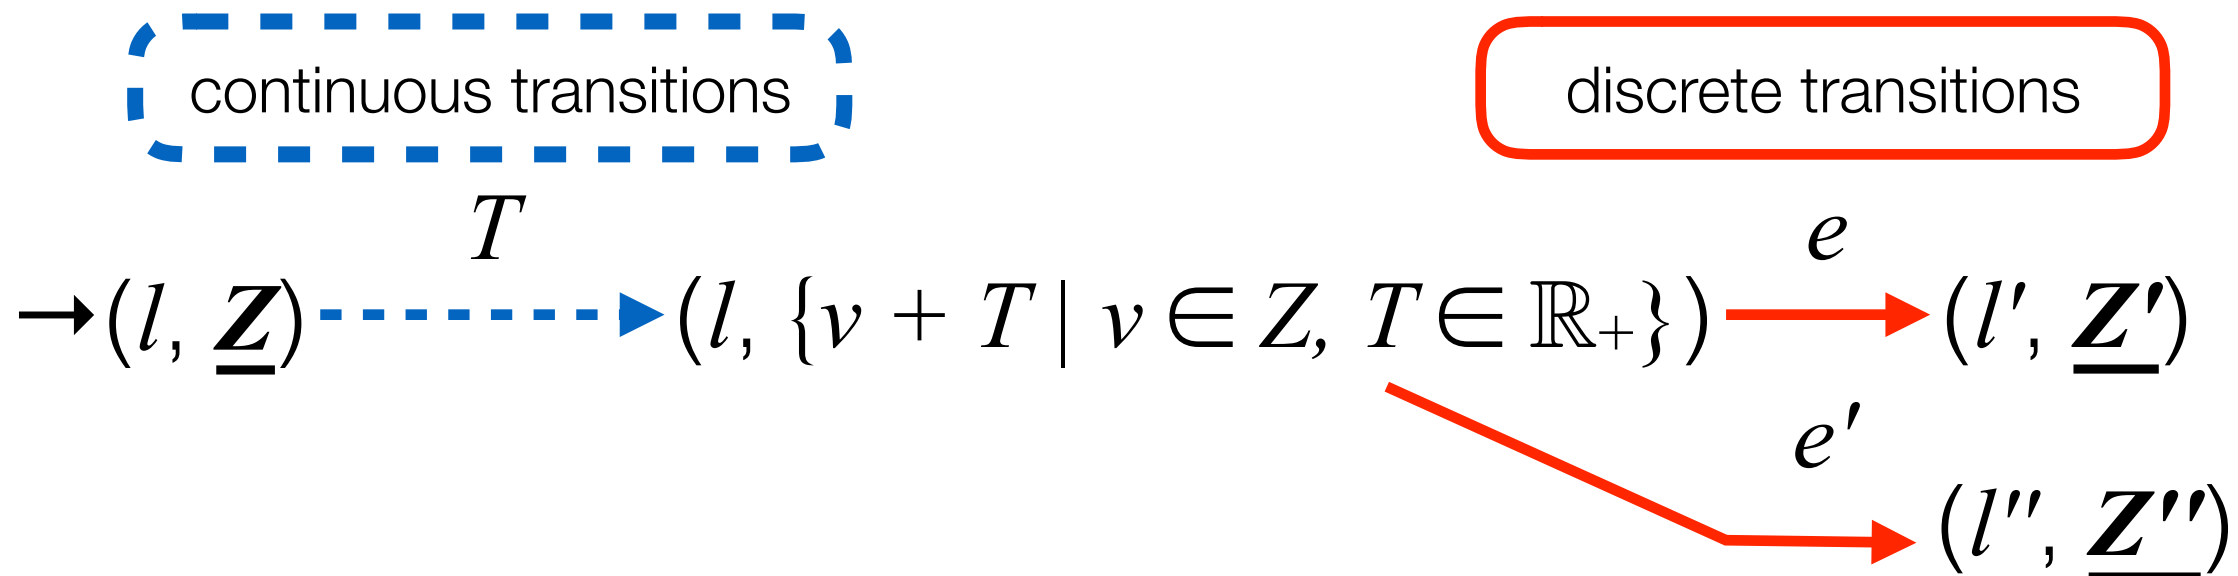 continuous transitions discrete transitions
T e
→(l, Z) (l, {v + T | v ∈ Z, T ∈ ℝ₊}) (l′, Z′)
e′
(l″, Z″)